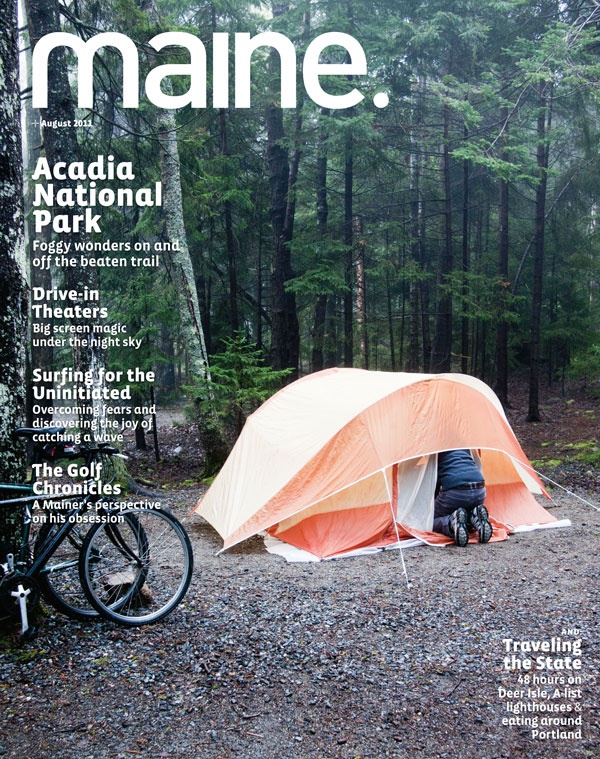 maine.
+ August 2011
Acadia
National
Park
Foggy wonders on and
off the beaten trail
Drive-in
Theaters
Big screen magic
under the night sky
Surfing for the
Uninitiated
Overcoming fears and
discovering the joy of
catching a wave
The Golf
Chronicles
A Mainer's perspective
on his obsession
AND
Traveling
the State
48 hours on
Deer Isle, A-list
lighthouses &
eating around
Portland